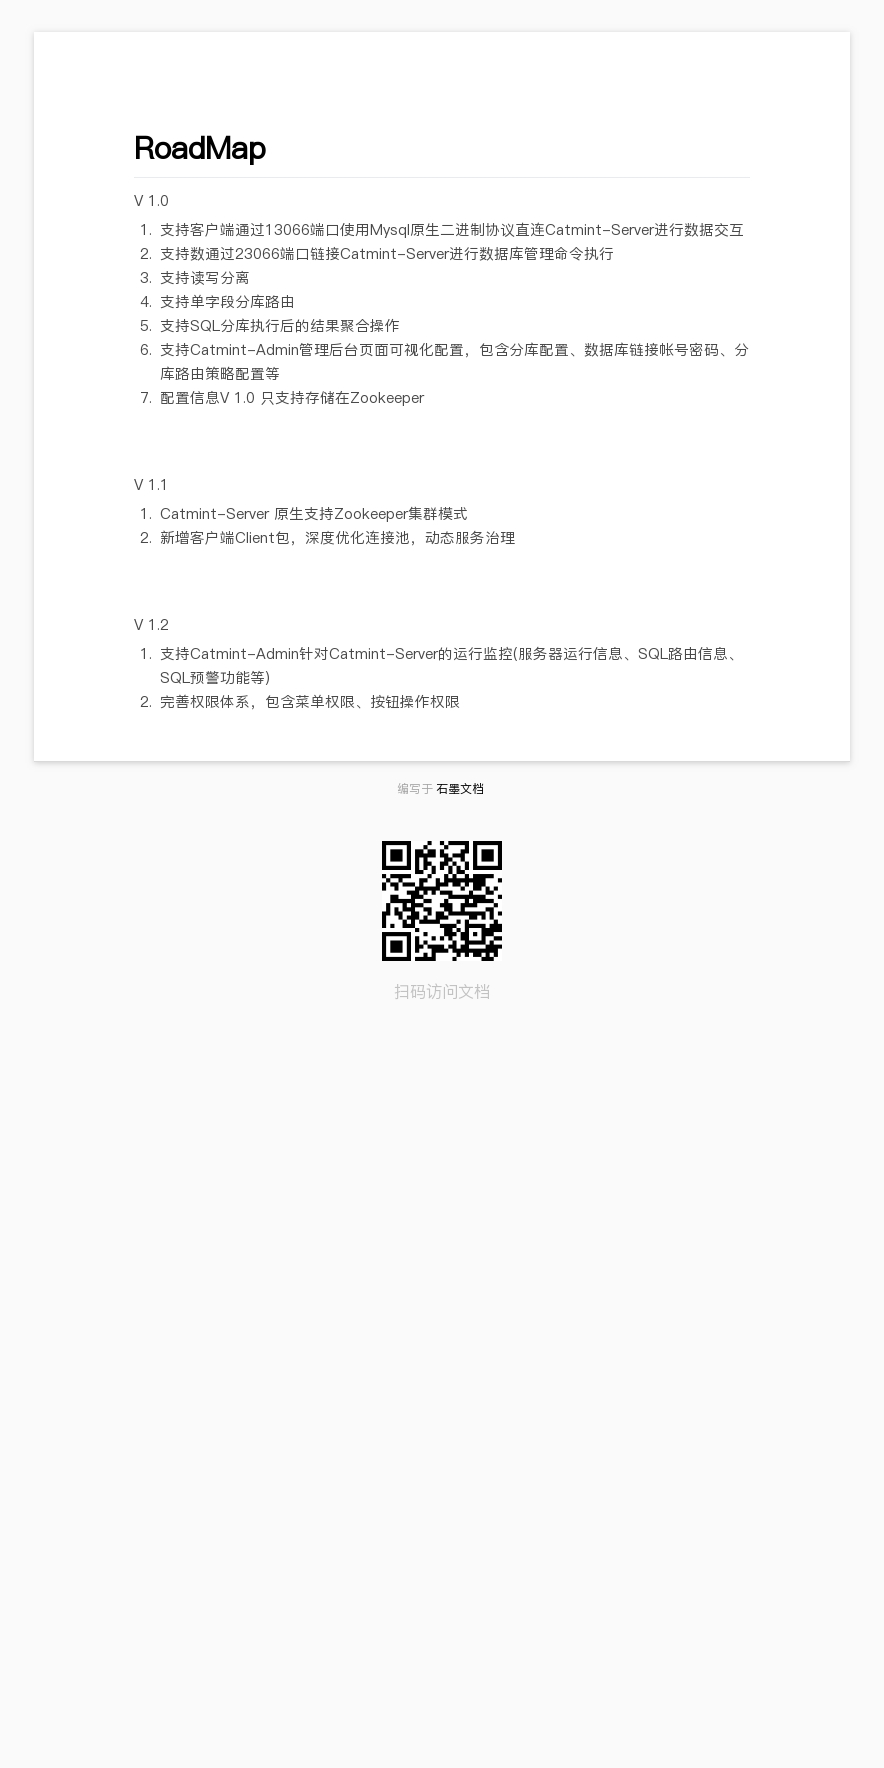 RoadMap
V 1.0
1. 支持客户端通过13066端口使用Mysql原生二进制协议直连Catmint-Server进行数据交互
2. 支持数通过23066端口链接Catmint-Server进行数据库管理命令执行
3. 支持读写分离
4. 支持单字段分库路由
5. 支持SQL分库执行后的结果聚合操作
6. 支持Catmint-Admin管理后台页面可视化配置，包含分库配置、数据库链接帐号密码、分
库路由策略配置等
7. 配置信息V 1.0 只支持存储在Zookeeper
V 1.1
1. Catmint-Server 原生支持Zookeeper集群模式
2. 新增客户端Client包，深度优化连接池，动态服务治理
V 1.2
1. 支持Catmint-Admin针对Catmint-Server的运行监控(服务器运行信息、SQL路由信息、
SQL预警功能等)
2. 完善权限体系，包含菜单权限、按钮操作权限
编写于 石墨文档
扫码访问文档